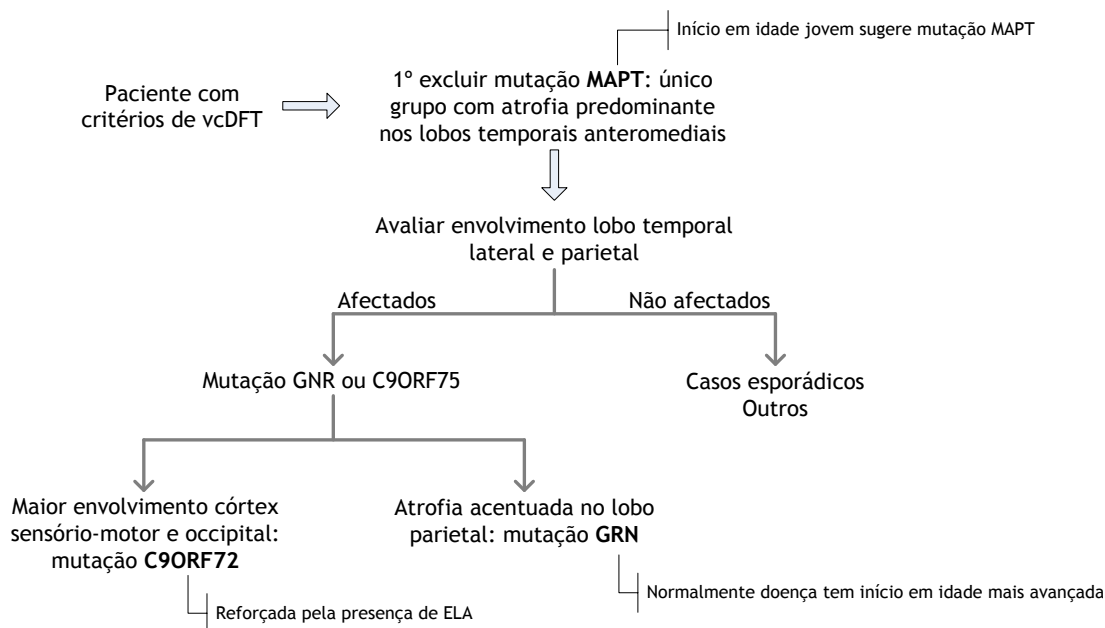 Início em idade jovem sugere mutação MAPT
Paciente com
critérios de vcDFT
1º excluir mutação MAPT: único
grupo com atrofia predominante
nos lobos temporais anteromediais
Avaliar envolvimento lobo temporal
lateral e parietal
Afectados
Não afectados
Mutação GNR ou C9ORF75
Casos esporádicos
Outros
Maior envolvimento córtex
sensório-motor e occipital:
mutação C9ORF72
Atrofia acentuada no lobo
parietal: mutação GRN
Normalmente doença tem início em idade mais avançada
Reforçada pela presença de ELA